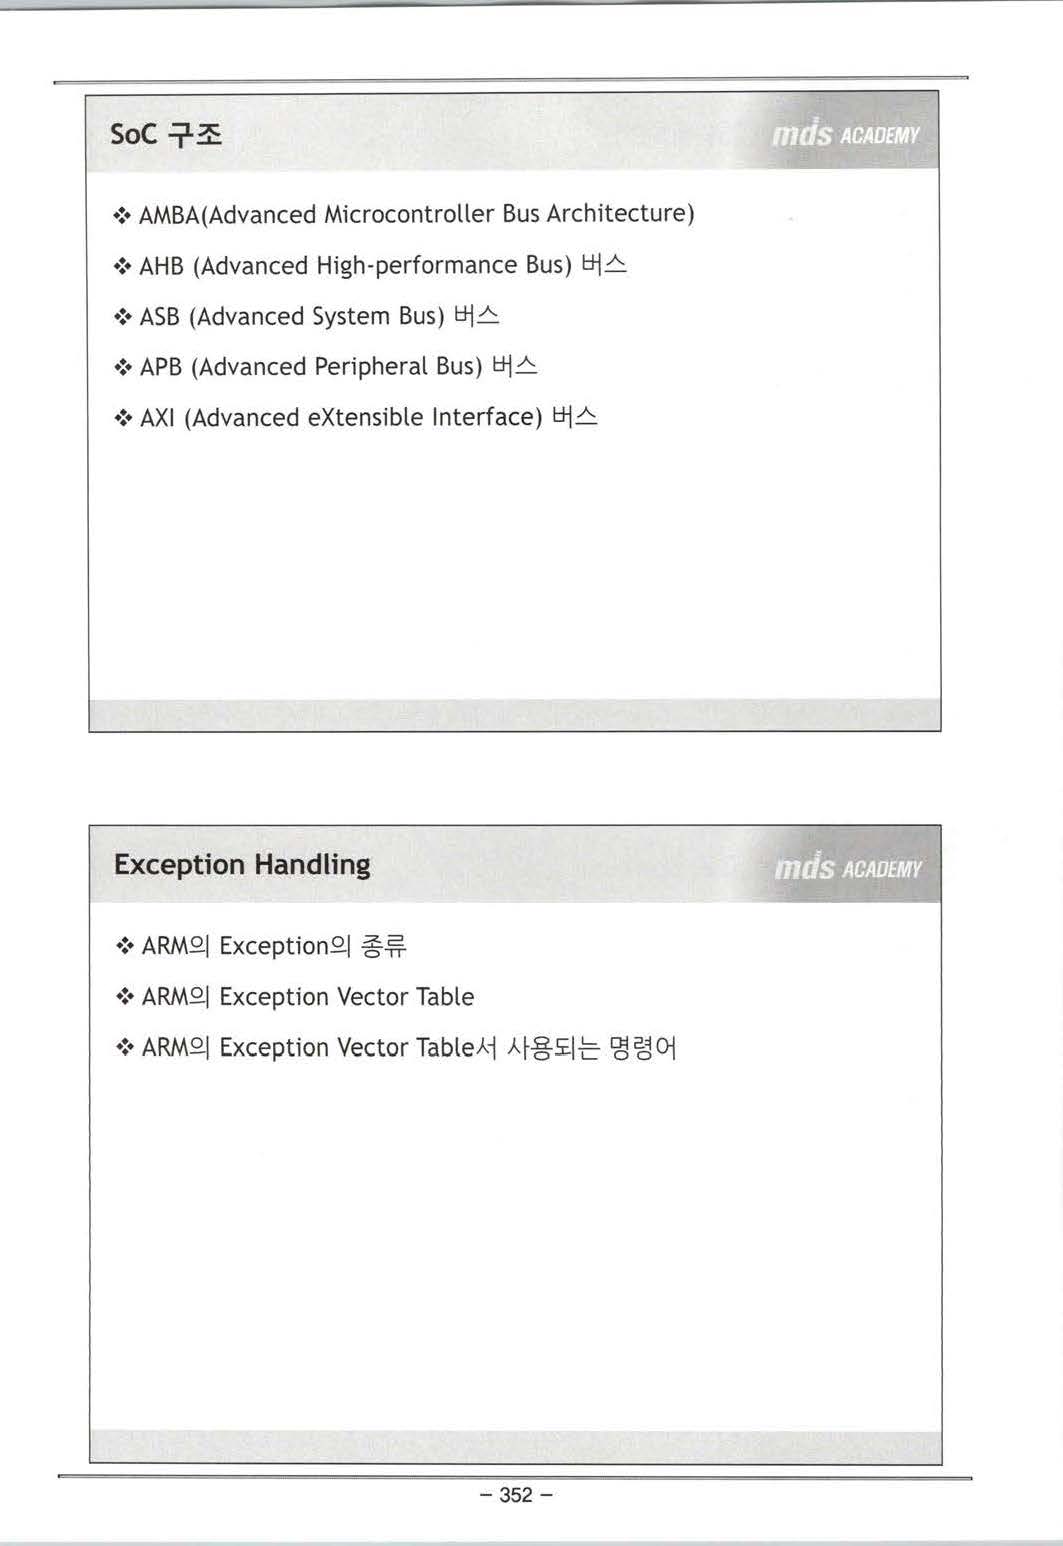 SoC 구조
mds ACADEMY
❖ AMBA(Advanced Microcontroller Bus Architecture)
❖ AHB (Advanced High-performance Bus) 버스
❖ ASB (Advanced System Bus) 버스
❖ APB (Advanced Peripheral Bus) 버스
❖ AXI (Advanced eXtensible Interface) 버스
Exception Handling
mds ACADEMY
❖ ARM의 Exception의 종류
❖ ARM의 Exception Vector Table
❖ ARM의 Exception Vector Table서 사용되는 명령어
- 352 -